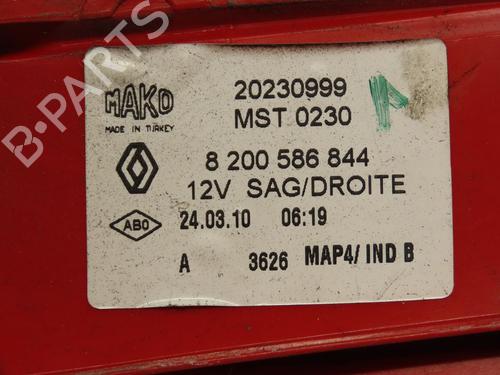 MAKO
MADE IN TURKEY
20230999
MST 0230
8 200 586 844
12V SAG/DROITE
ABO
24.03.10 06:19
A 3626 MAP4/ IND B